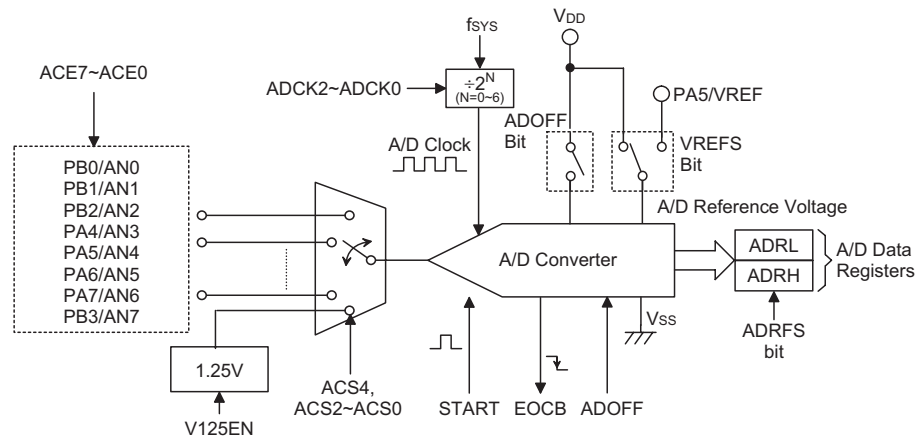 fSYS
VDD
ACE7~ACE0
ADCK2~ADCK0
÷2N
(N=0~6)
PA5/VREF
ADOFF
Bit
VREFS
Bit
A/D Clock
PB0/AN0
PB1/AN1
PB2/AN2
PA4/AN3
PA5/AN4
PA6/AN5
PA7/AN6
PB3/AN7
A/D Reference Voltage
A/D Converter
ADRL
ADRH
A/D Data
Registers
VSS
ADRFS
bit
1.25V
V125EN
ACS4,
ACS2~ACS0
START
EOCB
ADOFF